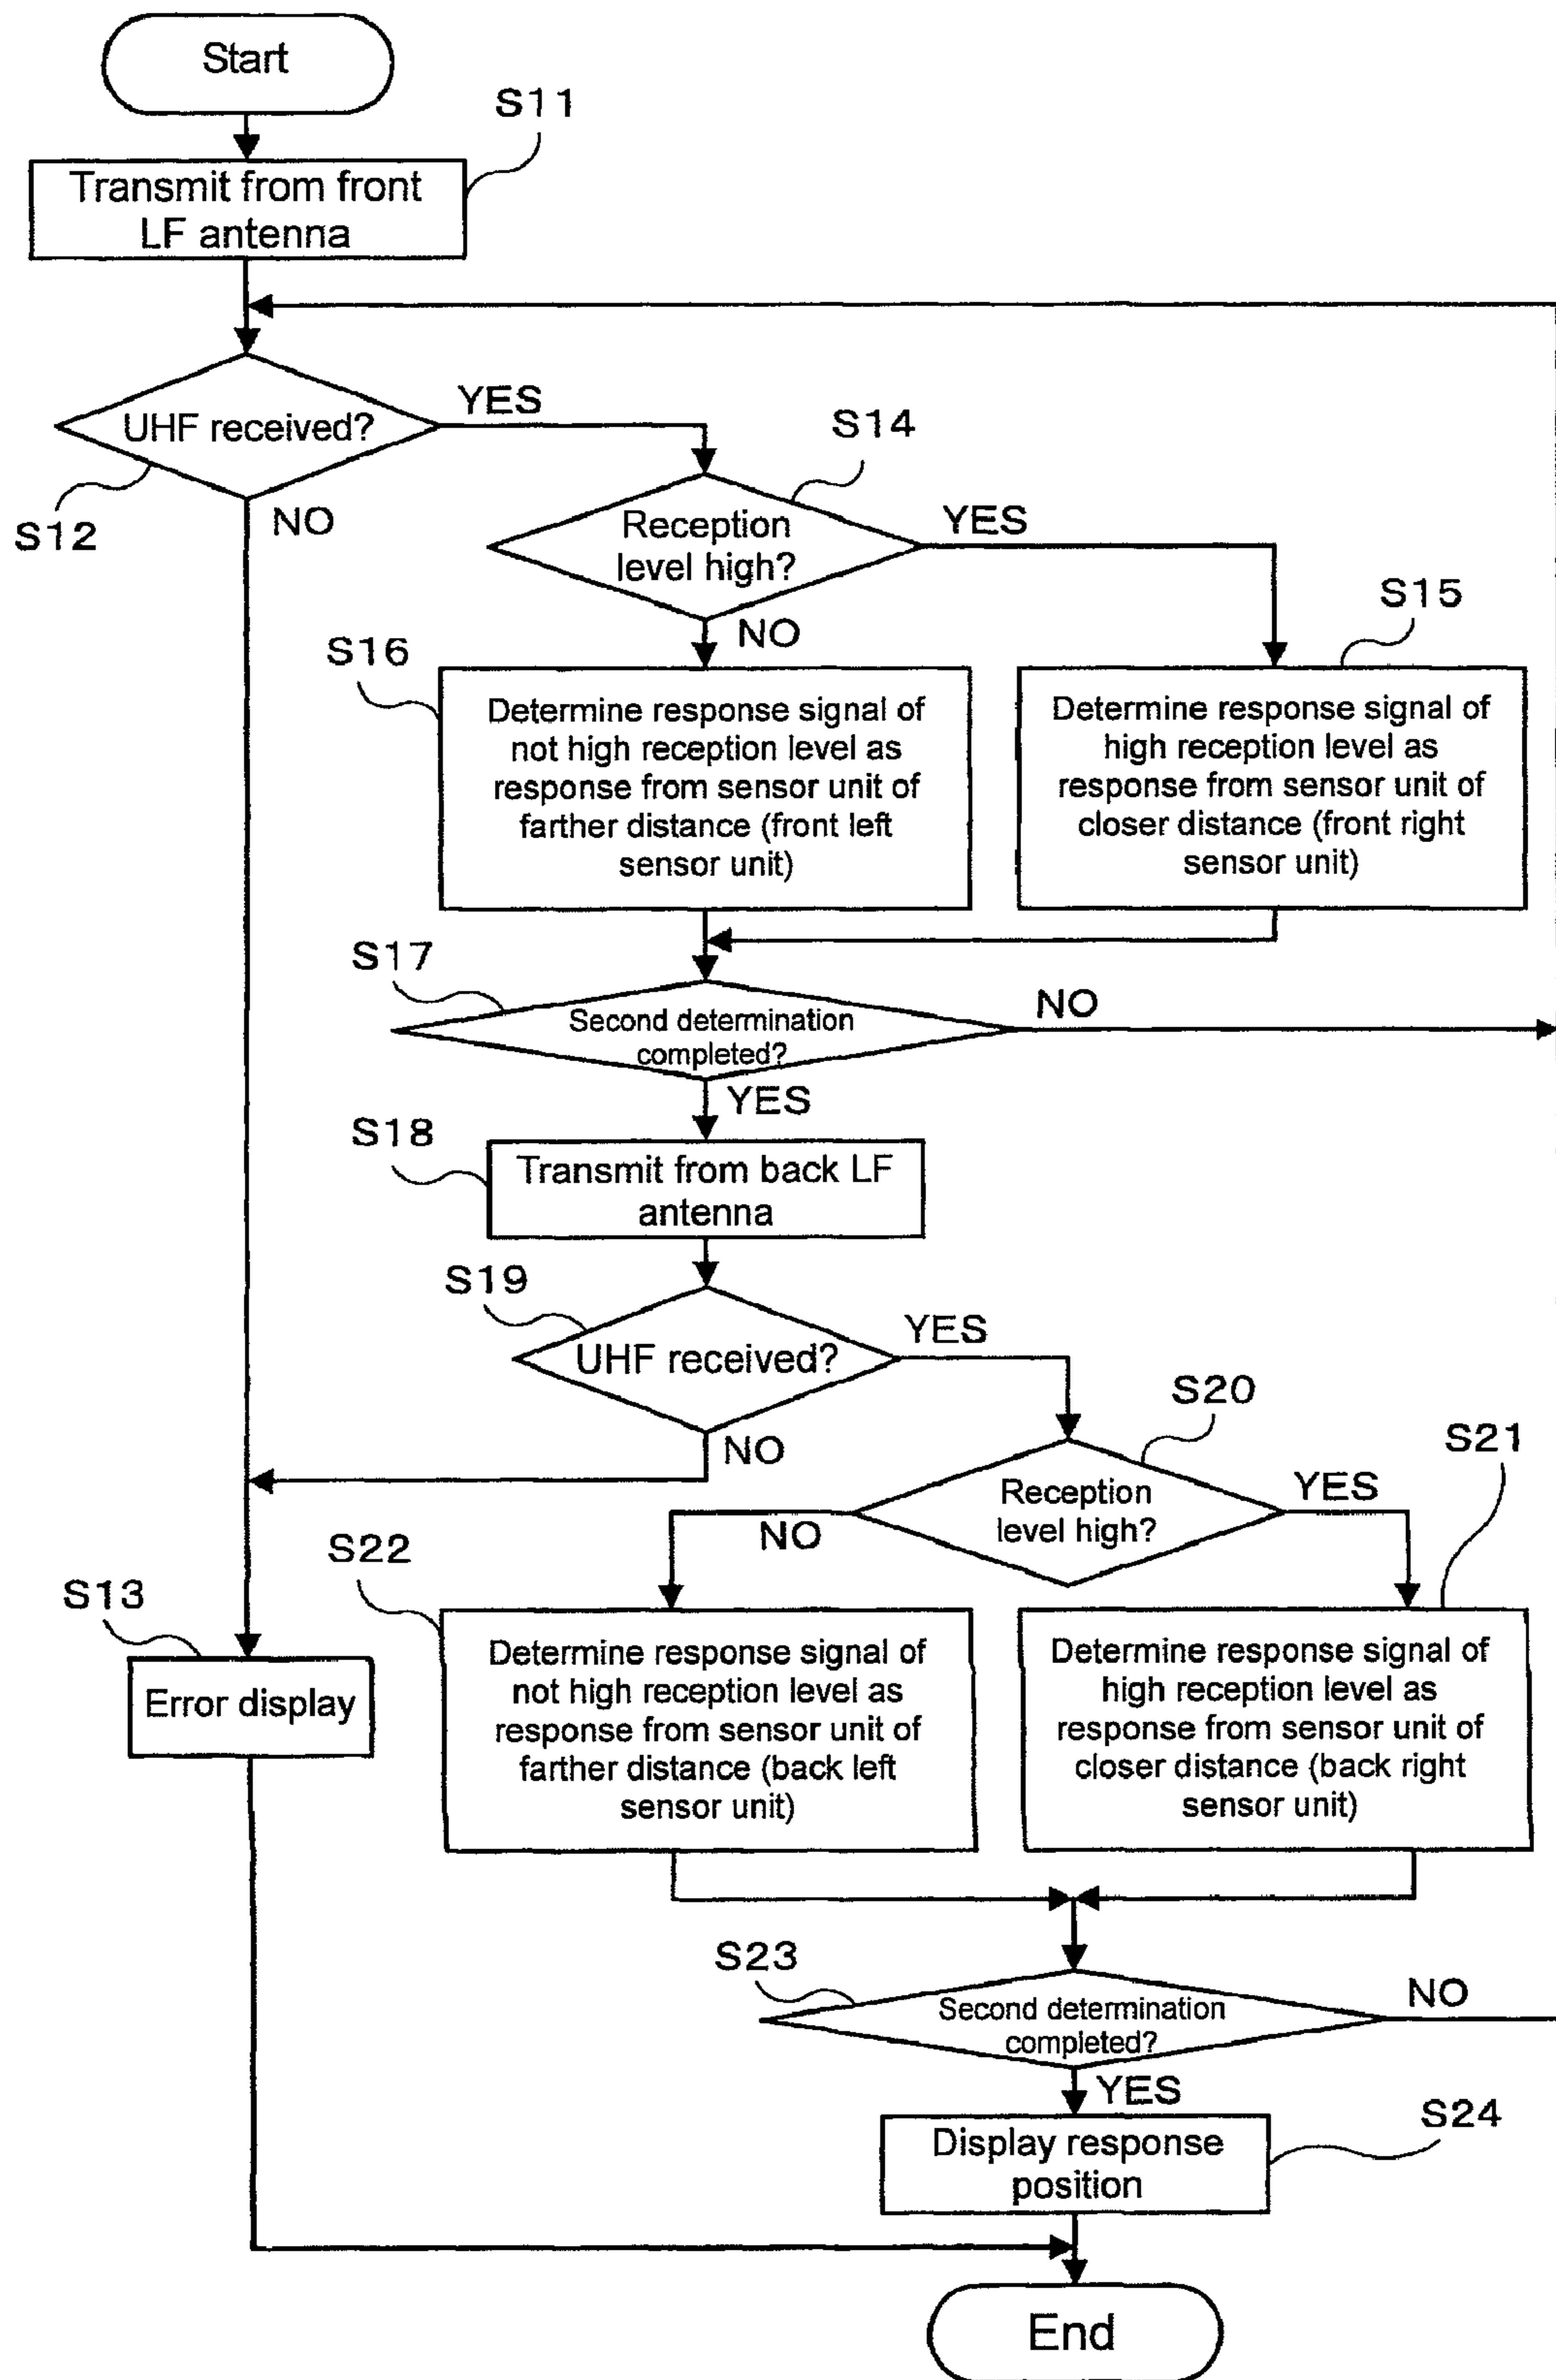 Start
S11
Transmit from front
LF antenna
UHF received?
YES
S12
NO
S14
Reception
level high?
YES
NO
S15
S16
Determine response signal of
not high reception level as
response from sensor unit of
farther distance (front left
sensor unit)
Determine response signal of
high reception level as
response from sensor unit of
closer distance (front right
sensor unit)
S17
Second determination
completed?
NO
YES
S18
Transmit from back LF
antenna
S19
UHF received?
YES
NO
S20
Reception
level high?
YES
NO
S21
S22
S13
Error display
Determine response signal of
not high reception level as
response from sensor unit of
farther distance (back left
sensor unit)
Determine response signal of
high reception level as
response from sensor unit of
closer distance (back right
sensor unit)
S23
Second determination
completed?
NO
YES
S24
Display response
position
End